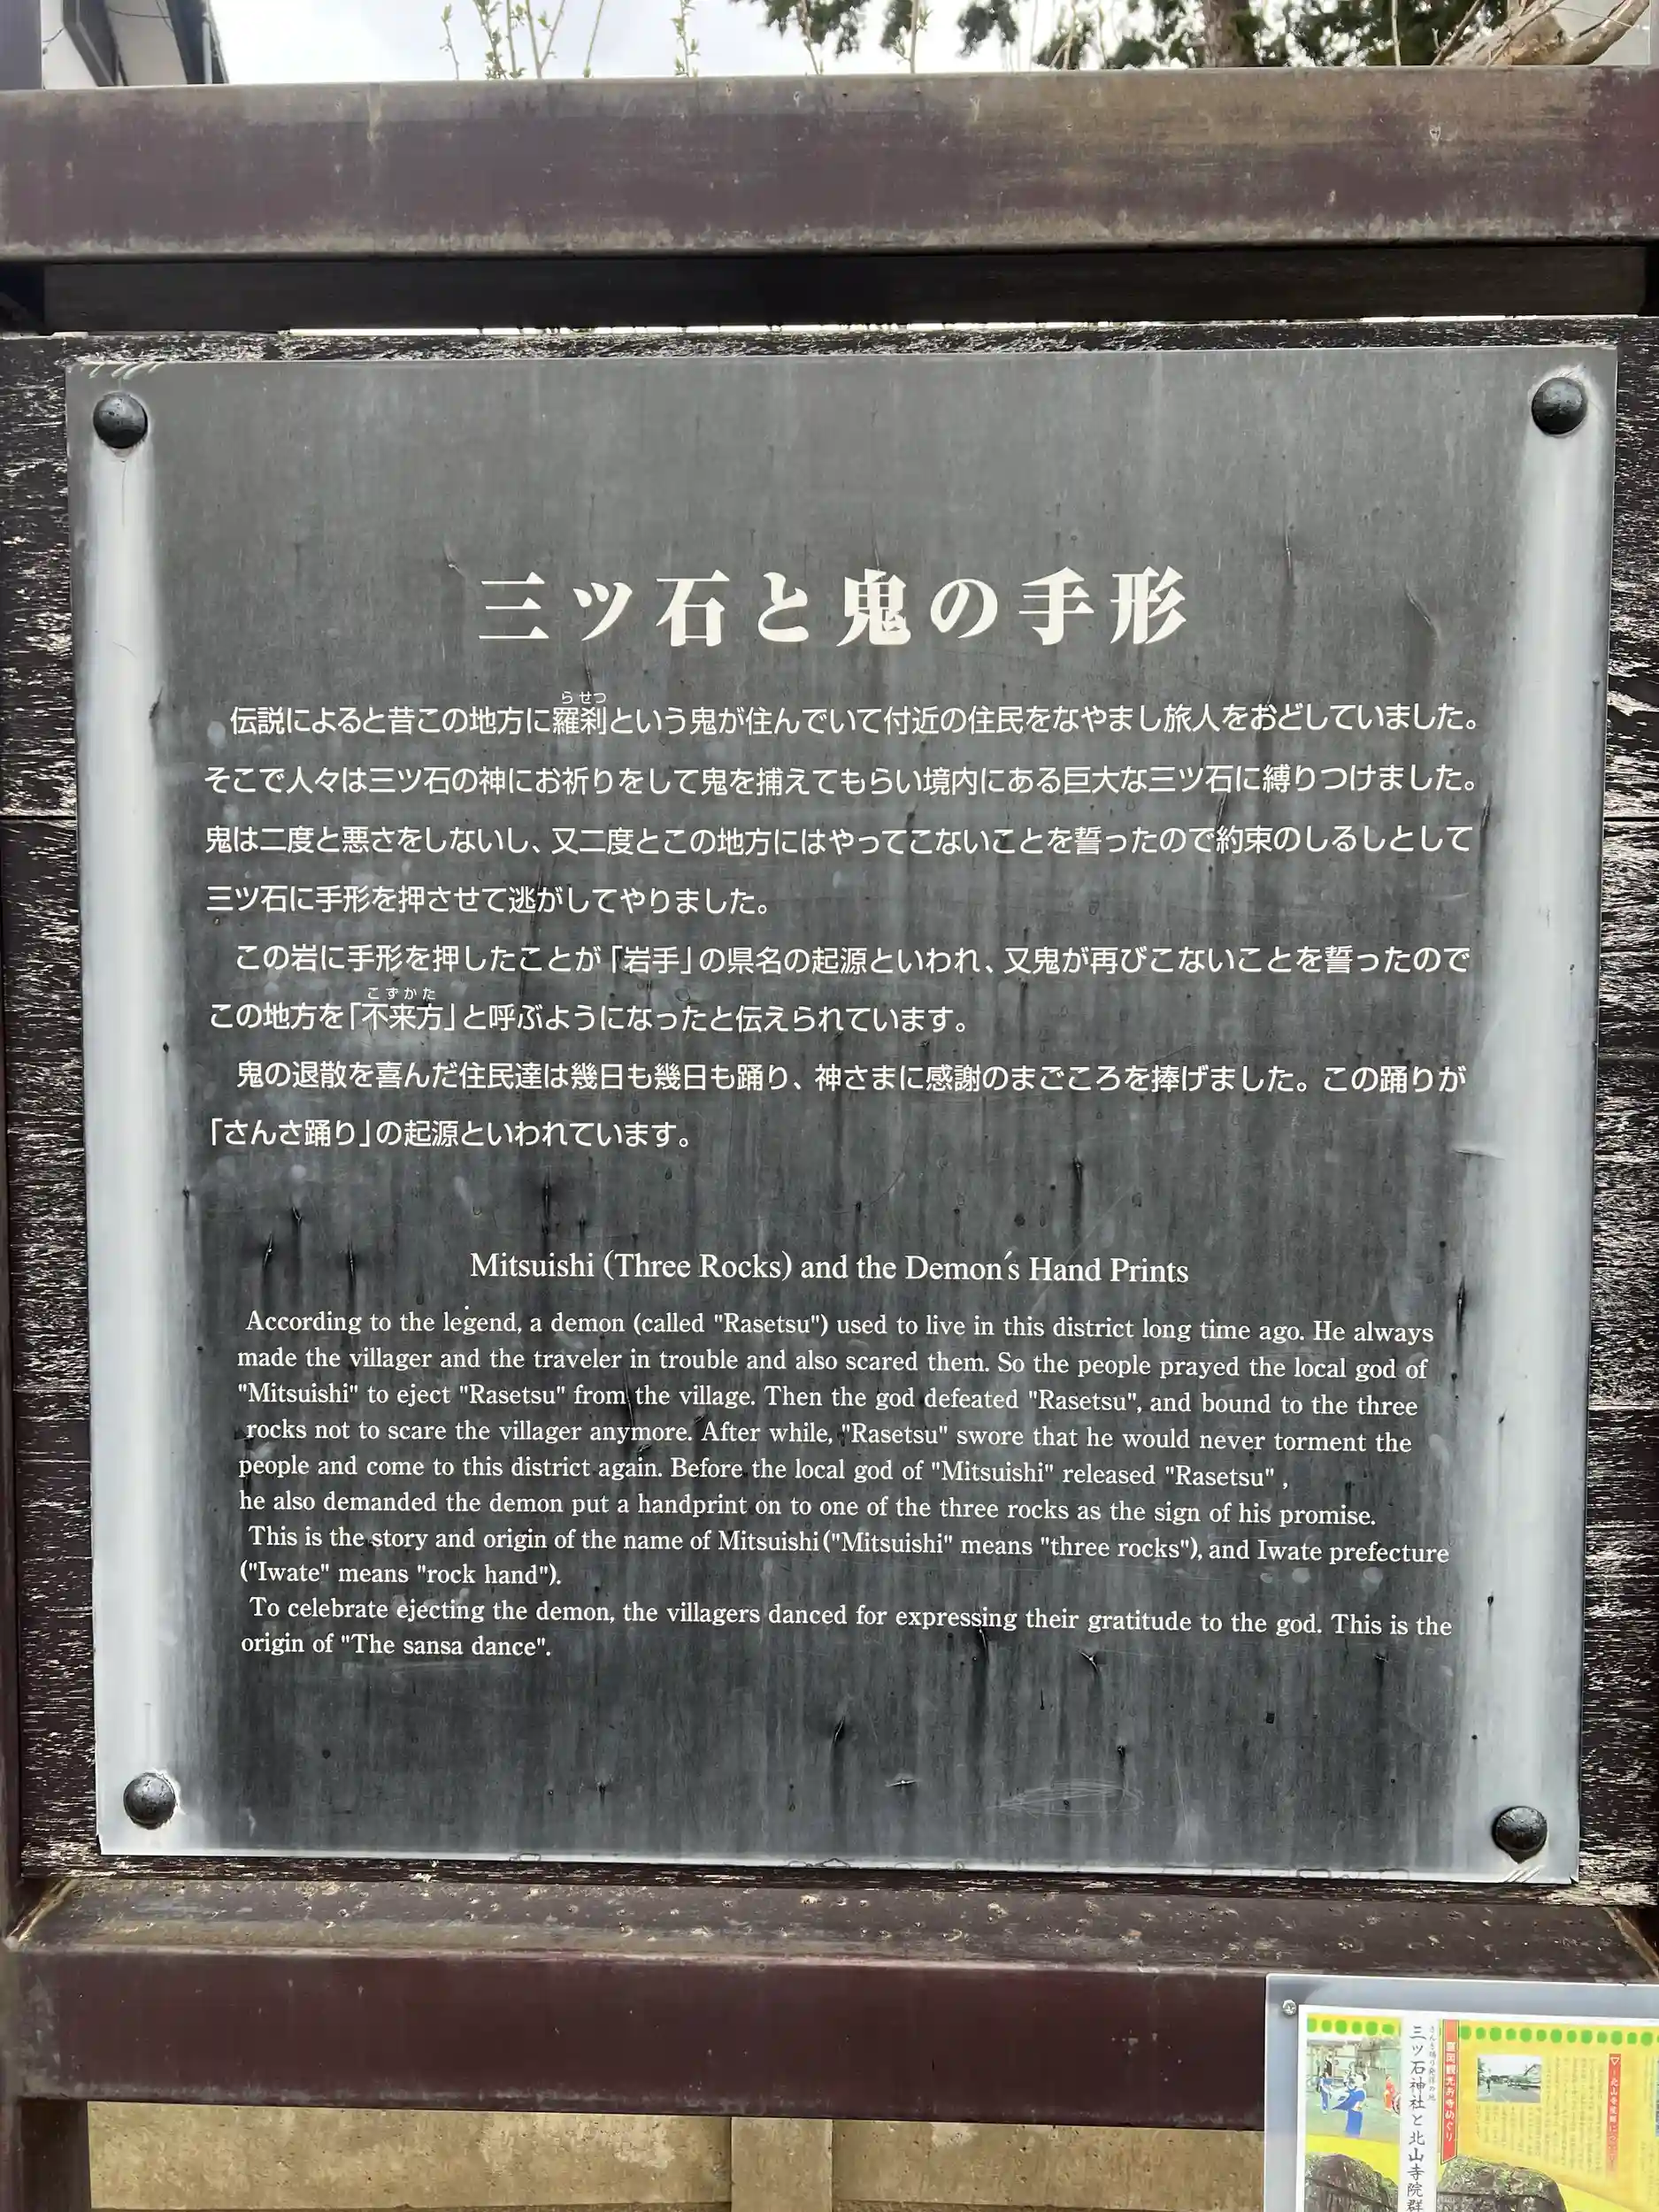 三ツ石と鬼の手形
らせつ
伝説によると昔この地方に羅刹という鬼が住んでいて付近の住民をなやまし旅人をおどしていました。
そこで人々は三ツ石の神にお祈りをして鬼を捕えてもらい境内にある巨大な三ツ石に縛りつけました。
鬼は二度と悪さをしないし、又二度とこの地方にはやってこないことを誓ったので約束のしるしとして
三ツ石に手形を押させて逃がしてやりました。
この岩に手形を押したことが「岩手」の県名の起源といわれ、又鬼が再びこないことを誓ったので
こずかた
この地方を「不来方」と呼ぶようになったと伝えられています。
鬼の退散を喜んだ住民達は幾日も幾日も踊り、神さまに感謝のまごころを捧げました。この踊りが
「さんさ踊り」の起源といわれています。
Mitsuishi (Three Rocks) and the Demon's Hand Prints
According to the legend, a demon (called "Rasetsu") used to live in this district long time ago. He always
made the villager and the traveler in trouble and also scared them. So the people prayed the local god of
"Mitsuishi" to eject "Rasetsu" from the village. Then the god defeated "Rasetsu", and bound to the three
rocks not to scare the villager anymore. After while, "Rasetsu" swore that he would never torment the
people and come to this district again. Before the local god of "Mitsuishi" released "Rasetsu" ,
he also demanded the demon put a handprint on to one of the three rocks as the sign of his promise.
This is the story and origin of the name of Mitsuishi ("Mitsuishi" means "three rocks"), and Iwate prefecture
("Iwate" means "rock hand").
To celebrate ejecting the demon, the villagers danced for expressing their gratitude to the god. This is the
origin of "The sansa dance".
さんさ踊り発祥の地
三ツ石神社と北山寺院群
盛岡観光お寺めぐり